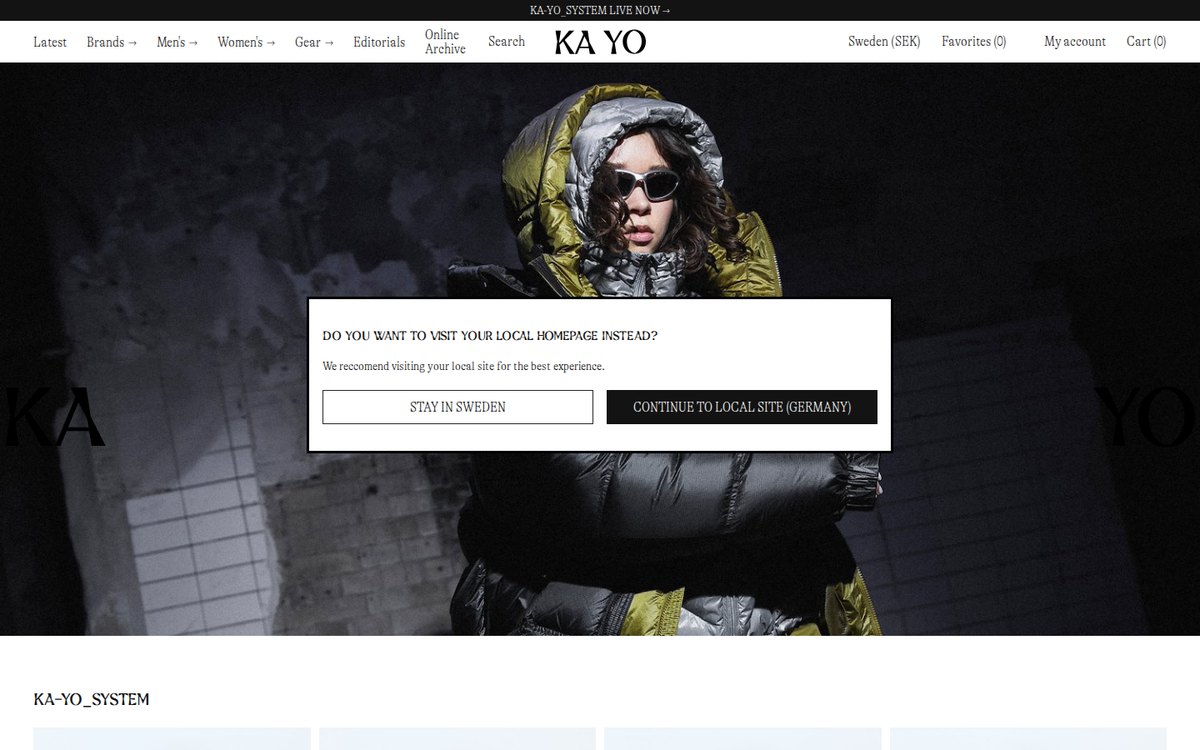 KA-YO_SYSTEM LIVE NOW →
Latest
Brands →
Men's →
Women's →
Gear →
Editorials
Online
Archive
Search
KA YO
Sweden (SEK)
Favorites (0)
My account
Cart (0)
DO YOU WANT TO VISIT YOUR LOCAL HOMEPAGE INSTEAD?
We reccomend visiting your local site for the best experience.
STAY IN SWEDEN
CONTINUE TO LOCAL SITE (GERMANY)
KA
YO
KA-YO_SYSTEM